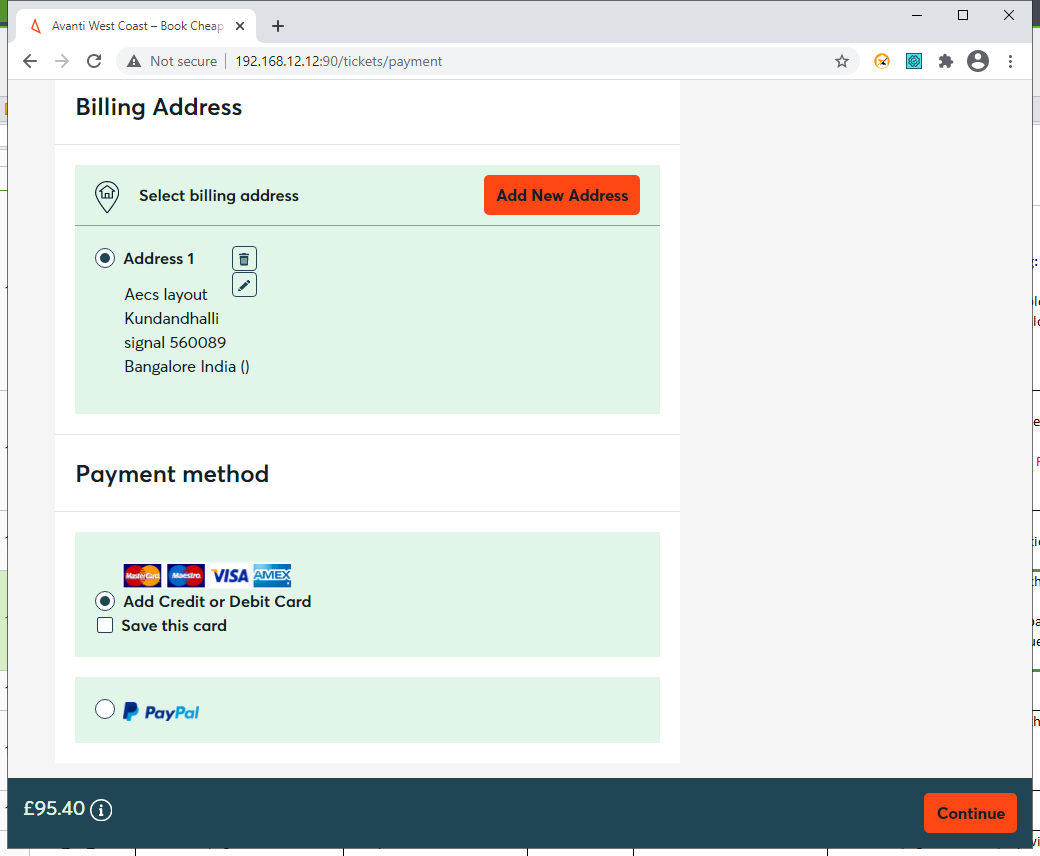 Avanti West Coast – Book Cheap
Not secure
192.168.12.12:90/tickets/payment
Billing Address
Select billing address
Add New Address
Address 1
Aecs layout
Kundandhalli
signal 560089
Bangalore India ()
Payment method
MasterCard Maestro VISA AMEX
Add Credit or Debit Card
Save this card
PayPal
£95.40
Continue